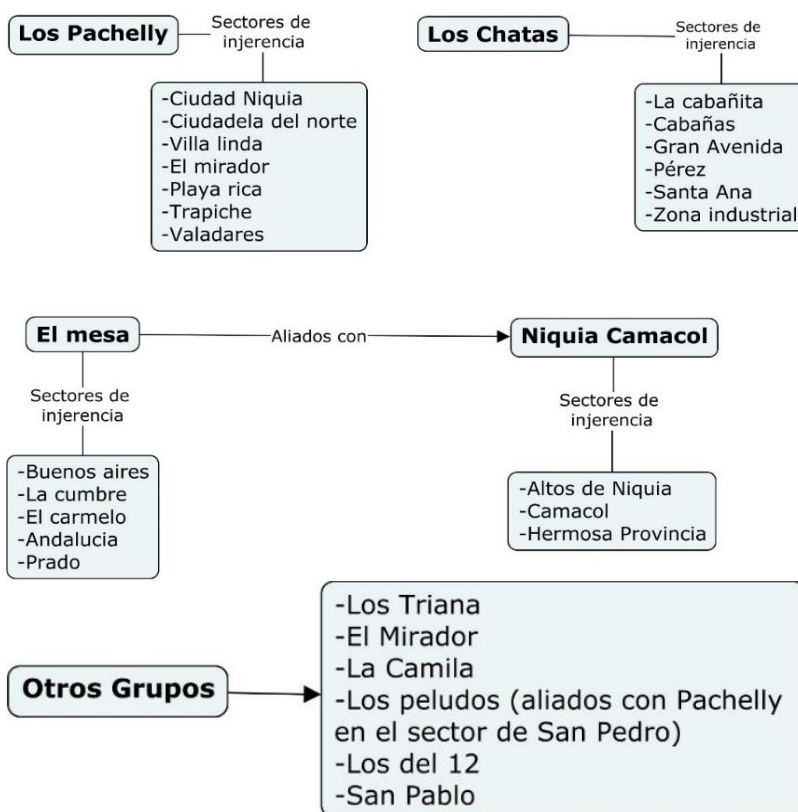 Los Pachelly
Sectores de
injerencia
-Ciudad Niquia
-Ciudadela del norte
-Villa linda
-El mirador
-Playa rica
-Trapiche
-Valadares
Los Chatas
Sectores de
injerencia
-La cabañita
-Cabañas
-Gran Avenida
-Pérez
-Santa Ana
-Zona industrial
El mesa
Aliados con
Niquia Camacol
Sectores de
injerencia
-Buenos aires
-La cumbre
-El carmelo
-Andalucia
-Prado
Sectores de
injerencia
-Altos de Niquia
-Camacol
-Hermosa Provincia
Otros Grupos
-Los Triana
-El Mirador
-La Camila
-Los peludos (aliados con Pachelly
en el sector de San Pedro)
-Los del 12
-San Pablo